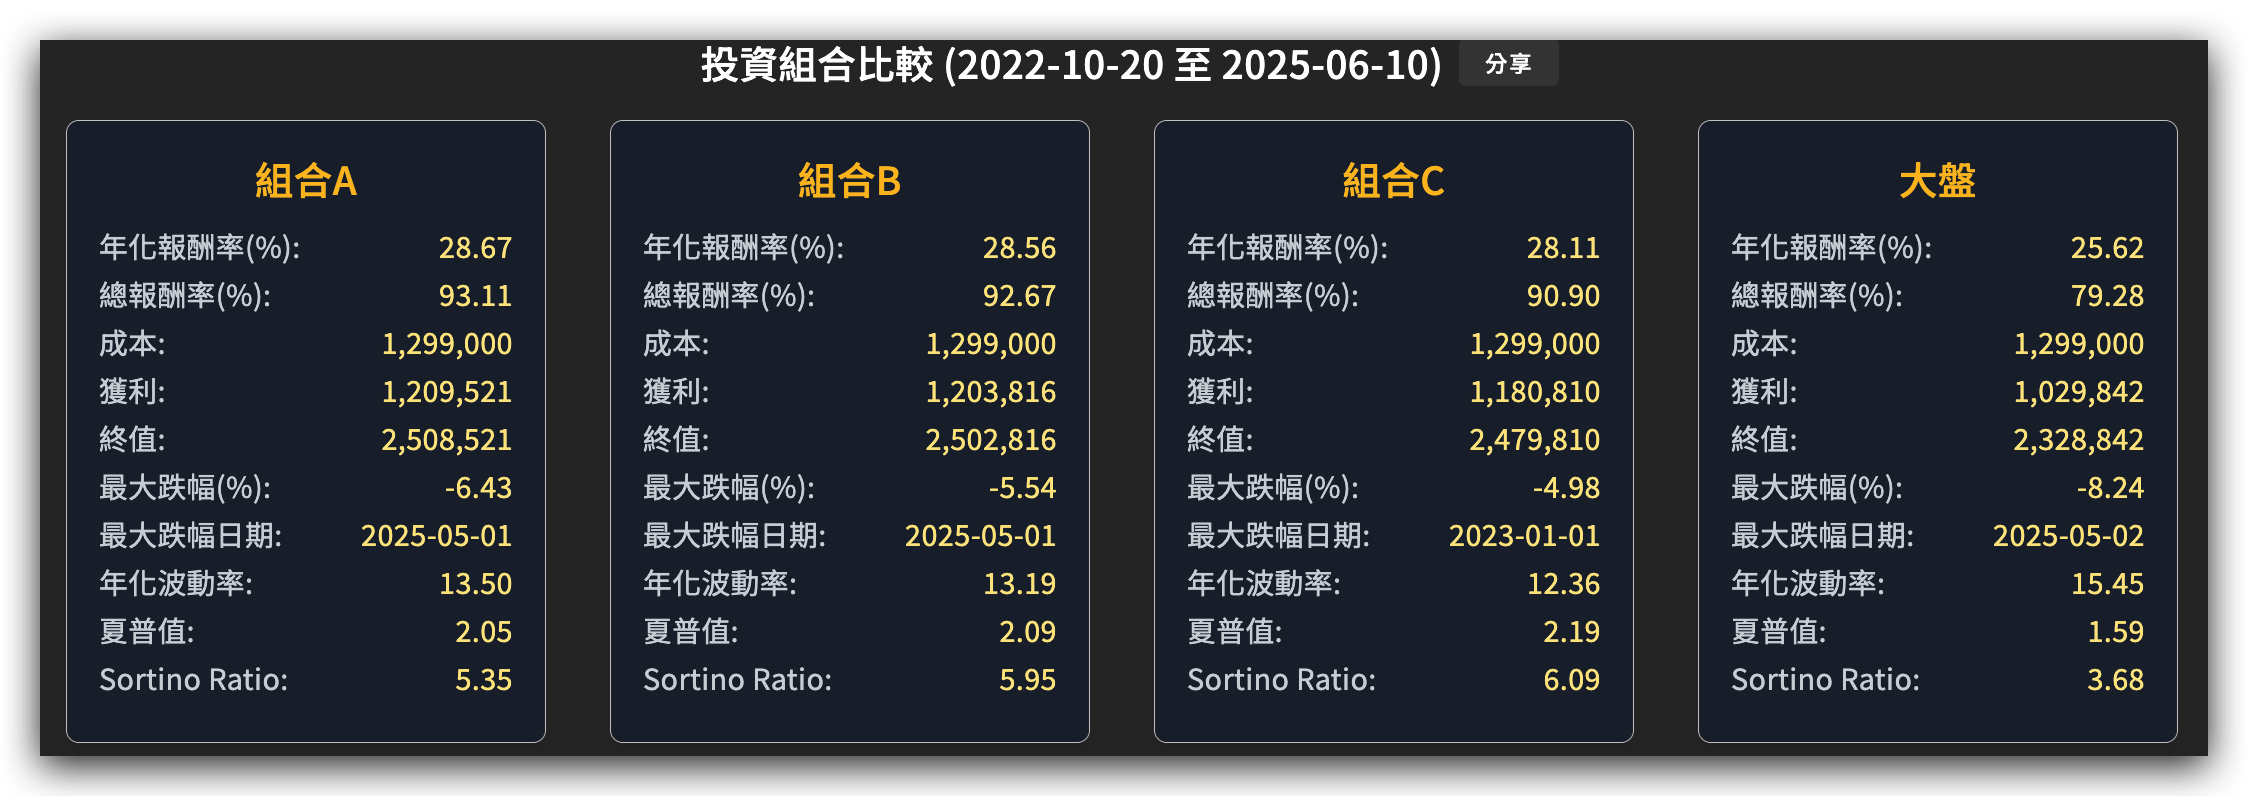 投資組合比較 (2022-10-20 至 2025-06-10) 分享
組合A
年化報酬率(%): 28.67
總報酬率(%): 93.11
成本: 1,299,000
獲利: 1,209,521
終值: 2,508,521
最大跌幅(%): -6.43
最大跌幅日期: 2025-05-01
年化波動率: 13.50
夏普值: 2.05
Sortino Ratio: 5.35
組合B
年化報酬率(%): 28.56
總報酬率(%): 92.67
成本: 1,299,000
獲利: 1,203,816
終值: 2,502,816
最大跌幅(%): -5.54
最大跌幅日期: 2025-05-01
年化波動率: 13.19
夏普值: 2.09
Sortino Ratio: 5.95
組合C
年化報酬率(%): 28.11
總報酬率(%): 90.90
成本: 1,299,000
獲利: 1,180,810
終值: 2,479,810
最大跌幅(%): -4.98
最大跌幅日期: 2023-01-01
年化波動率: 12.36
夏普值: 2.19
Sortino Ratio: 6.09
大盤
年化報酬率(%): 25.62
總報酬率(%): 79.28
成本: 1,299,000
獲利: 1,029,842
終值: 2,328,842
最大跌幅(%): -8.24
最大跌幅日期: 2025-05-02
年化波動率: 15.45
夏普值: 1.59
Sortino Ratio: 3.68